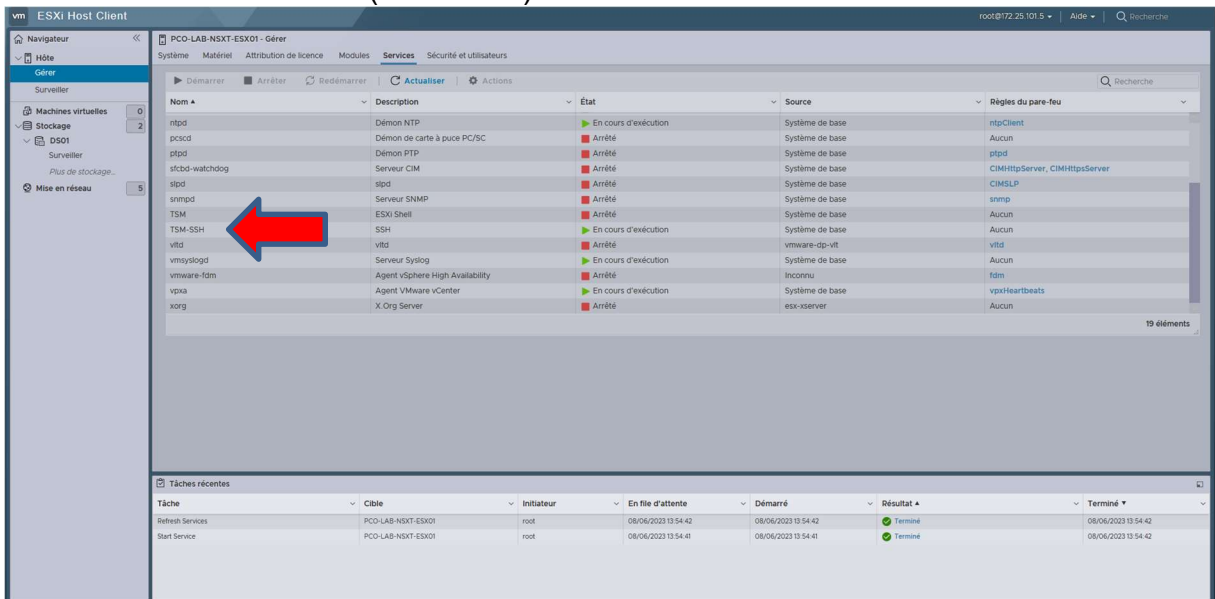 vm ESXi Host Client root@172.25.101.5 Aide Recherche
Navigateur
Hôte
Gérer
Surveiller
Machines virtuelles 0
Stockage 2
DS01
Surveiller
Plus de stockage...
Mise en réseau 5
PCO-LAB-NSXT-ESX01 - Gérer
Système Matériel Attribution de licence Modules Services Sécurité et utilisateurs
Démarrer Arrêter Redémarrer Actualiser Actions Recherche
Nom Description État Source Règles du pare-feu
ntpd Démon NTP En cours d'exécution Système de base ntpClient
pcscd Démon de carte à puce PC/SC Arrêté Système de base Aucun
ptpd Démon PTP Arrêté Système de base ptpd
sfcbd-watchdog Serveur CIM Arrêté Système de base CIMHttpServer, CIMHttpsServer
slpd slpd Arrêté Système de base CIMSLP
snmpd Serveur SNMP Arrêté Système de base snmp
TSM ESXi Shell Arrêté Système de base Aucun
TSM-SSH SSH En cours d'exécution Système de base Aucun
vltd vltd Arrêté vmware-dp-vlt vltd
vmsyslogd Serveur Syslog En cours d'exécution Système de base Aucun
vmware-fdm Agent vSphere High Availability Arrêté Inconnu fdm
vpxa Agent VMware vCenter En cours d'exécution Système de base vpxHeartbeats
xorg X.Org Server Arrêté esx-xserver Aucun
19 éléments
Tâches récentes
Tâche Cible Initiateur En file d'attente Démarré Résultat Terminé
Refresh Services PCO-LAB-NSXT-ESX01 root 08/06/2023 13:54:42 08/06/2023 13:54:42 Terminé 08/06/2023 13:54:42
Start Service PCO-LAB-NSXT-ESX01 root 08/06/2023 13:54:41 08/06/2023 13:54:41 Terminé 08/06/2023 13:54:42